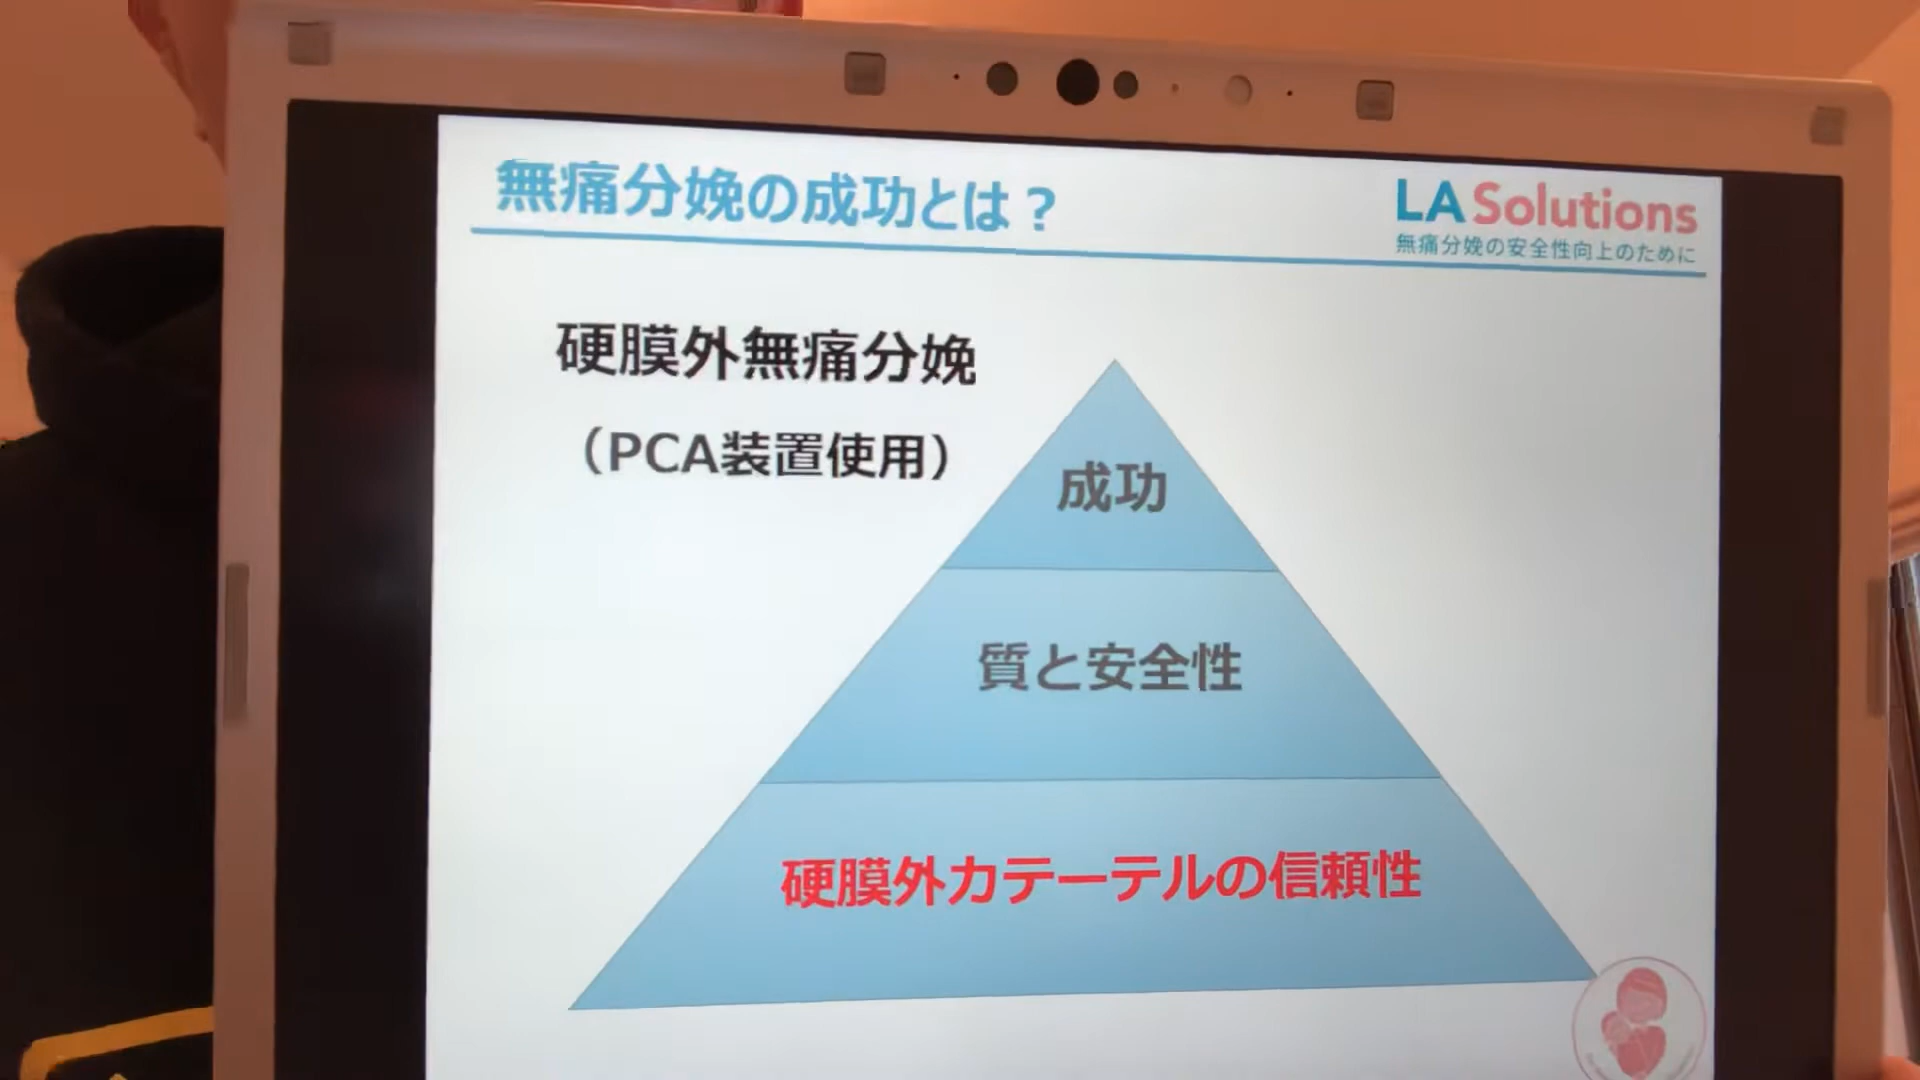 無痛分娩の成功とは？
LA Solutions
無痛分娩の安全性向上のために
硬膜外無痛分娩
（PCA装置使用）
成功
質と安全性
硬膜外カテーテルの信頼性